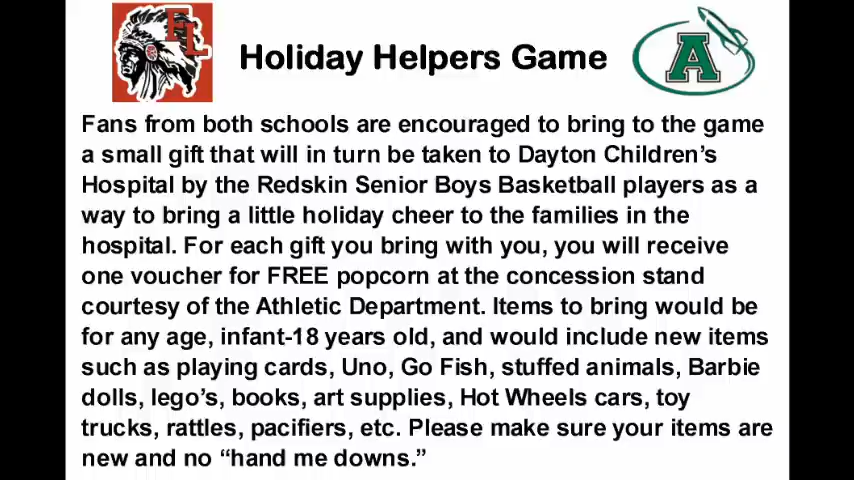 FL
Holiday Helpers Game
A
Fans from both schools are encouraged to bring to the game
a small gift that will in turn be taken to Dayton Children’s
Hospital by the Redskin Senior Boys Basketball players as a
way to bring a little holiday cheer to the families in the
hospital. For each gift you bring with you, you will receive
one voucher for FREE popcorn at the concession stand
courtesy of the Athletic Department. Items to bring would be
for any age, infant-18 years old, and would include new items
such as playing cards, Uno, Go Fish, stuffed animals, Barbie
dolls, lego’s, books, art supplies, Hot Wheels cars, toy
trucks, rattles, pacifiers, etc. Please make sure your items are
new and no “hand me downs.”